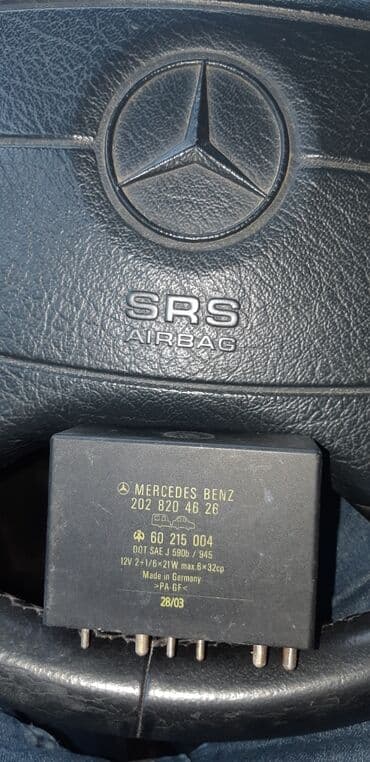 SRS
AIRBAG
MERCEDES BENZ
202 820 46 26
60 215 004
DOT SAE J 590b / 945
12V 2+1/6×21W max.6×32cp
Made in Germany
>PA GF<
28/03